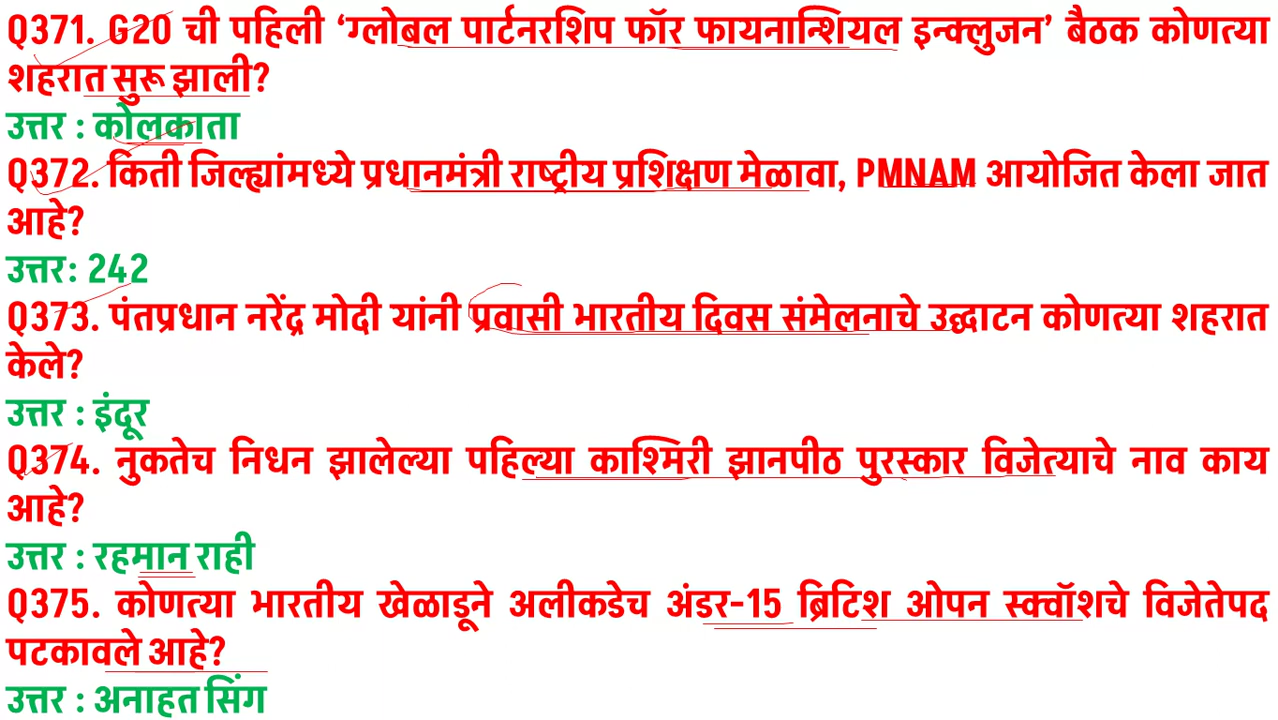 Q371. G20 ची पहिली ‘ग्लोबल पार्टनरशिप फॉर फायनान्शियल इन्क्लुजन’ बैठक कोणत्या
शहरात सुरू झाली?
उत्तर : कोलकाता
Q372. किती जिल्ह्यांमध्ये प्रधानमंत्री राष्ट्रीय प्रशिक्षण मेळावा, PMNAM आयोजित केला जात
आहे?
उत्तर: 242
Q373. पंतप्रधान नरेंद्र मोदी यांनी प्रवासी भारतीय दिवस संमेलनाचे उद्घाटन कोणत्या शहरात
केले?
उत्तर : इंदूर
Q374. नुकतेच निधन झालेल्या पहिल्या काश्मिरी झानपीठ पुरस्कार विजेत्याचे नाव काय
आहे?
उत्तर : रहमान राही
Q375. कोणत्या भारतीय खेळाडूने अलीकडेच अंडर-15 ब्रिटिश ओपन स्क्वॉशचे विजेतेपद
पटकावले आहे?
उत्तर : अनाहत सिंग